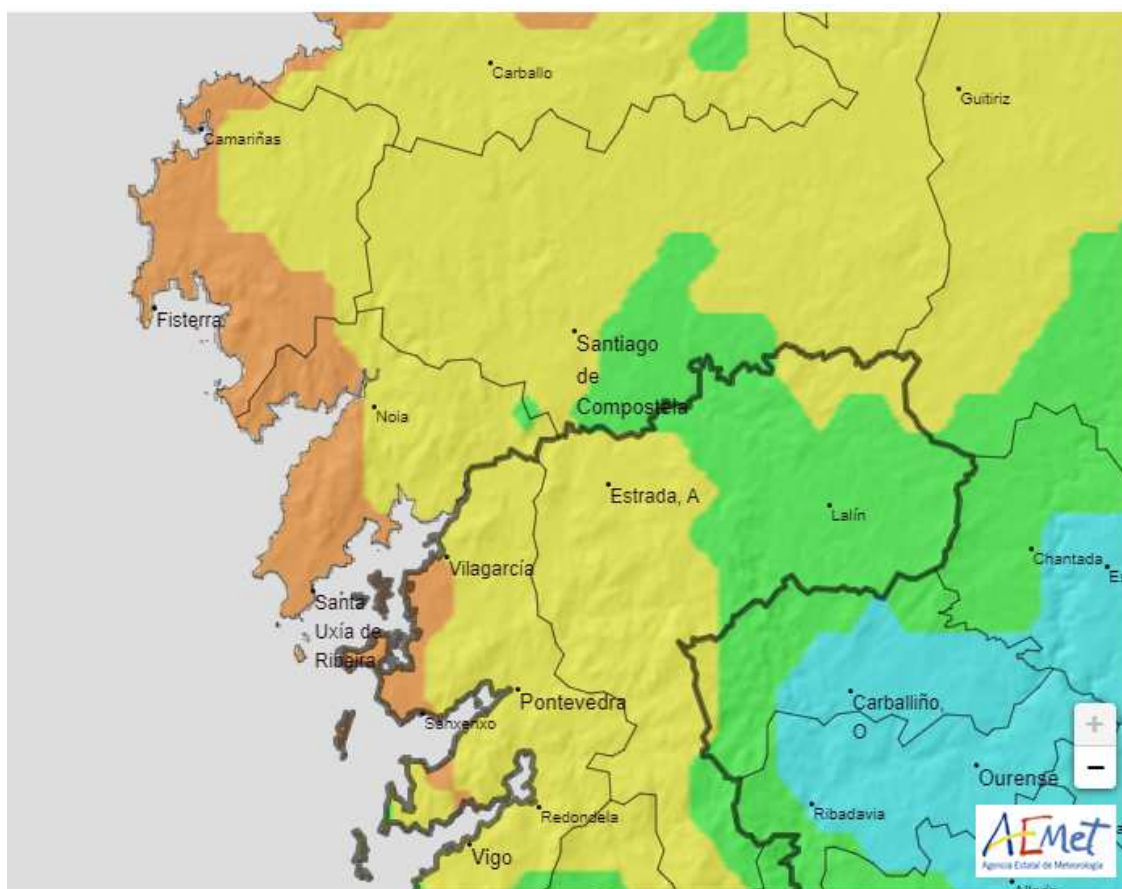 Carballo
Guitiriz
Camariñas
Fisterra
Santiago
de
Compostela
Noia
Estrada, A
Lalín
Chantada
Vilagarcía
Santa
Uxía de
Ribeira
Pontevedra
Sanxenxo
Carballiño,
O
+
−
Ourense
Redondela
Ribadavia
Vigo
AEMet
Agencia Estatal de Meteorología